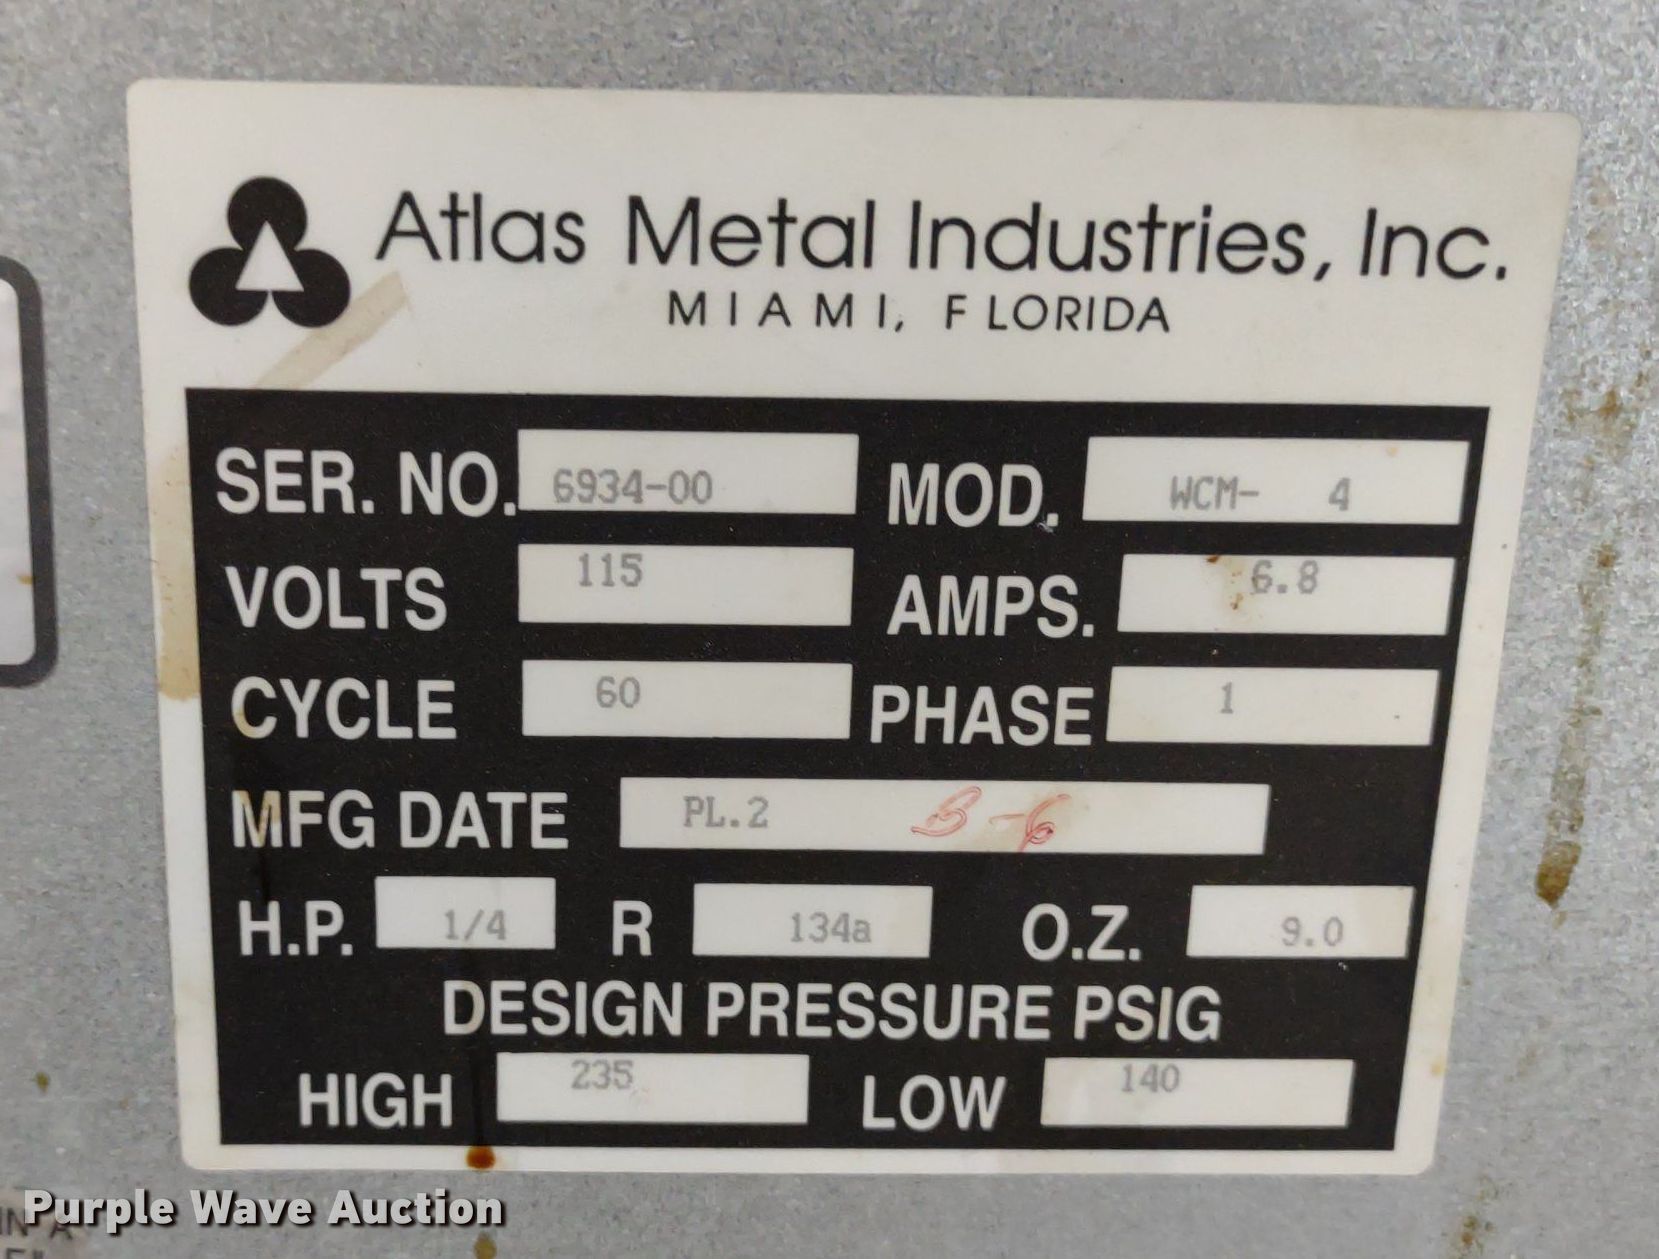 Atlas Metal Industries, Inc.
MIAMI, FLORIDA
SER. NO. 6934-00 MOD. WCM- 4
VOLTS 115 AMPS. 6.8
CYCLE 60 PHASE 1
MFG DATE PL.2 B-6
H.P. 1/4 R 134a O.Z. 9.0
DESIGN PRESSURE PSIG
HIGH 235 LOW 140
Purple Wave Auction